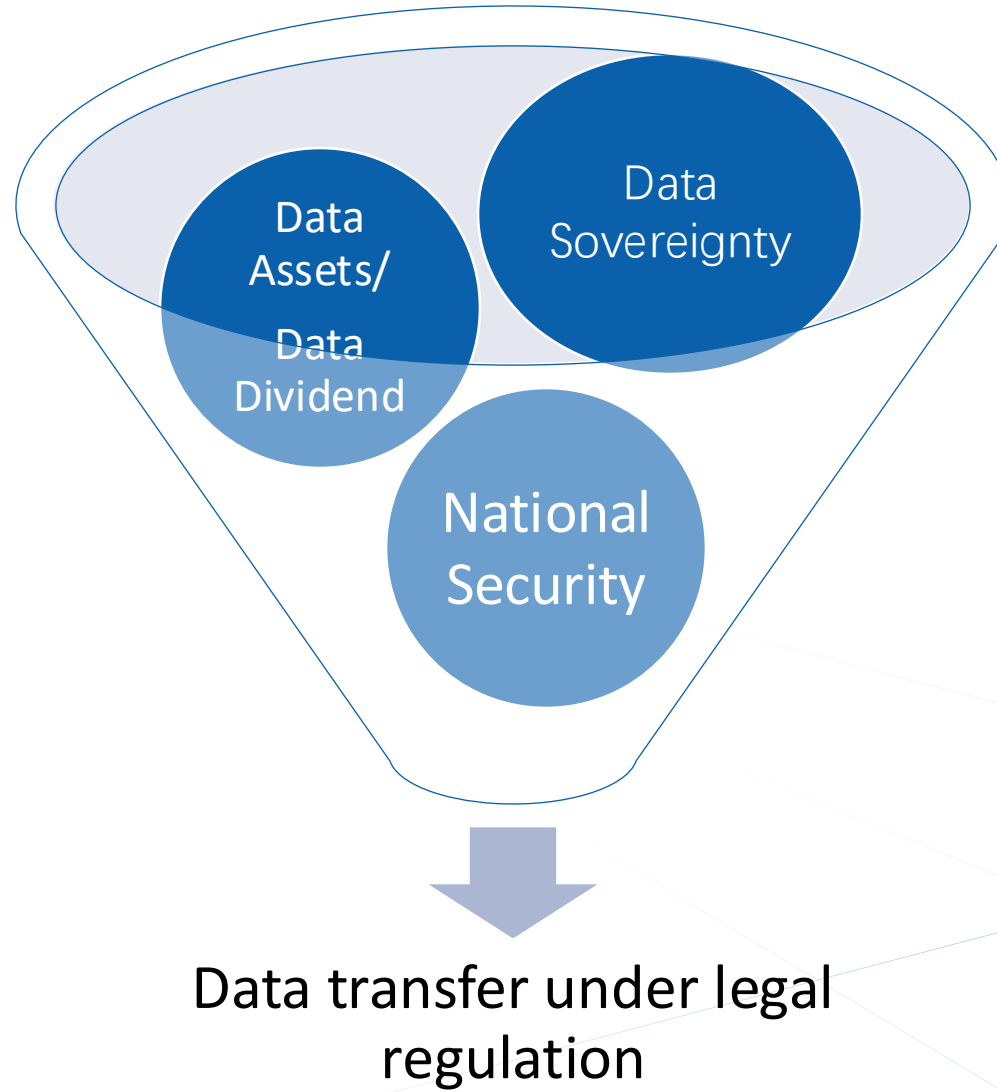 Data
Assets/
Data
Dividend
Data
Sovereignty
National
Security
Data transfer under legal
regulation